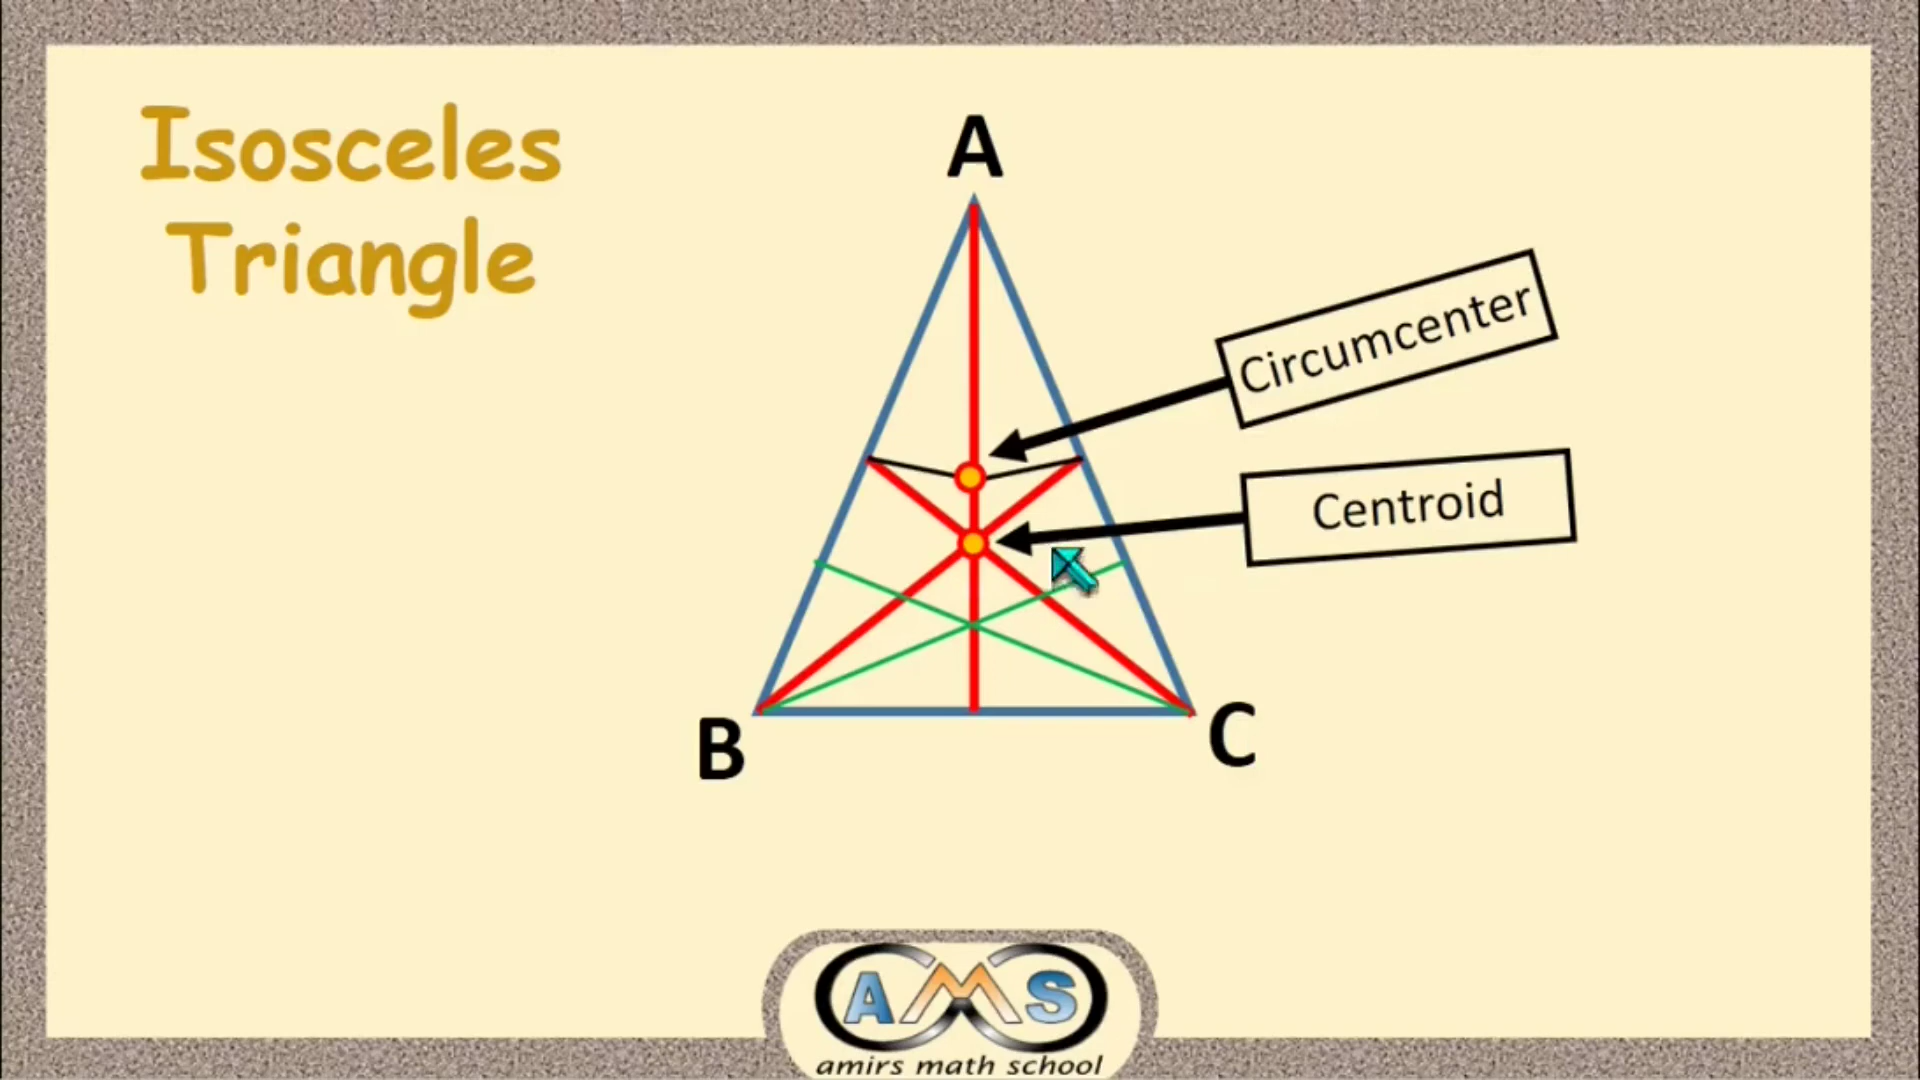 Isosceles
Triangle
A
Circumcenter
Centroid
B
C
AMS
amirs math school